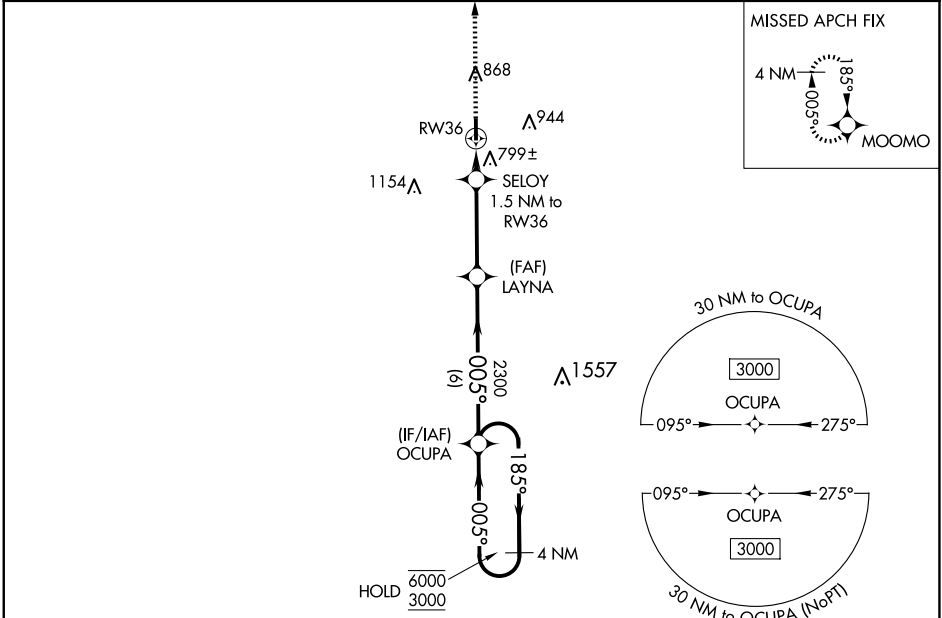 MISSED APCH FIX
4 NM
185°
005°
MOOMO
868
RW36
944
799±
1154
SELOY
1.5 NM to
RW36
(FAF)
LAYNA
2300
005°
(6)
1557
(IF/IAF)
OCUPA
185°
005°
4 NM
HOLD
6000
3000
30 NM to OCUPA
3000
OCUPA
095°
275°
095°
275°
OCUPA
3000
30 NM to OCUPA (NoPT)